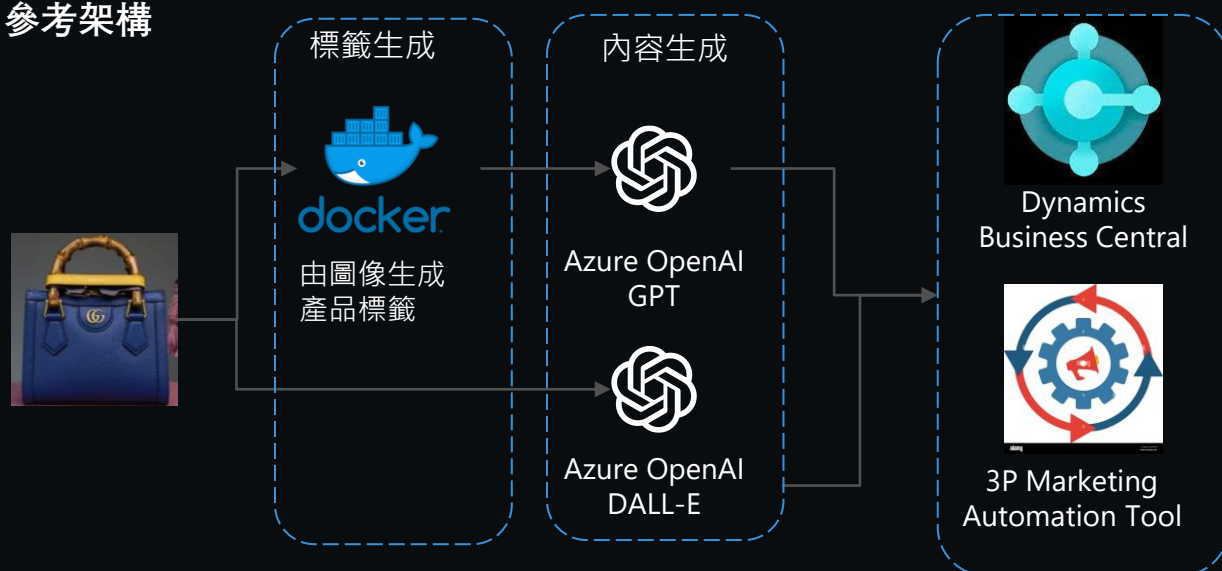 參考架構
標籤生成
docker
由圖像生成
產品標籤
內容生成
Azure OpenAI
GPT
Azure OpenAI
DALL-E
Dynamics
Business Central
3P Marketing
Automation Tool